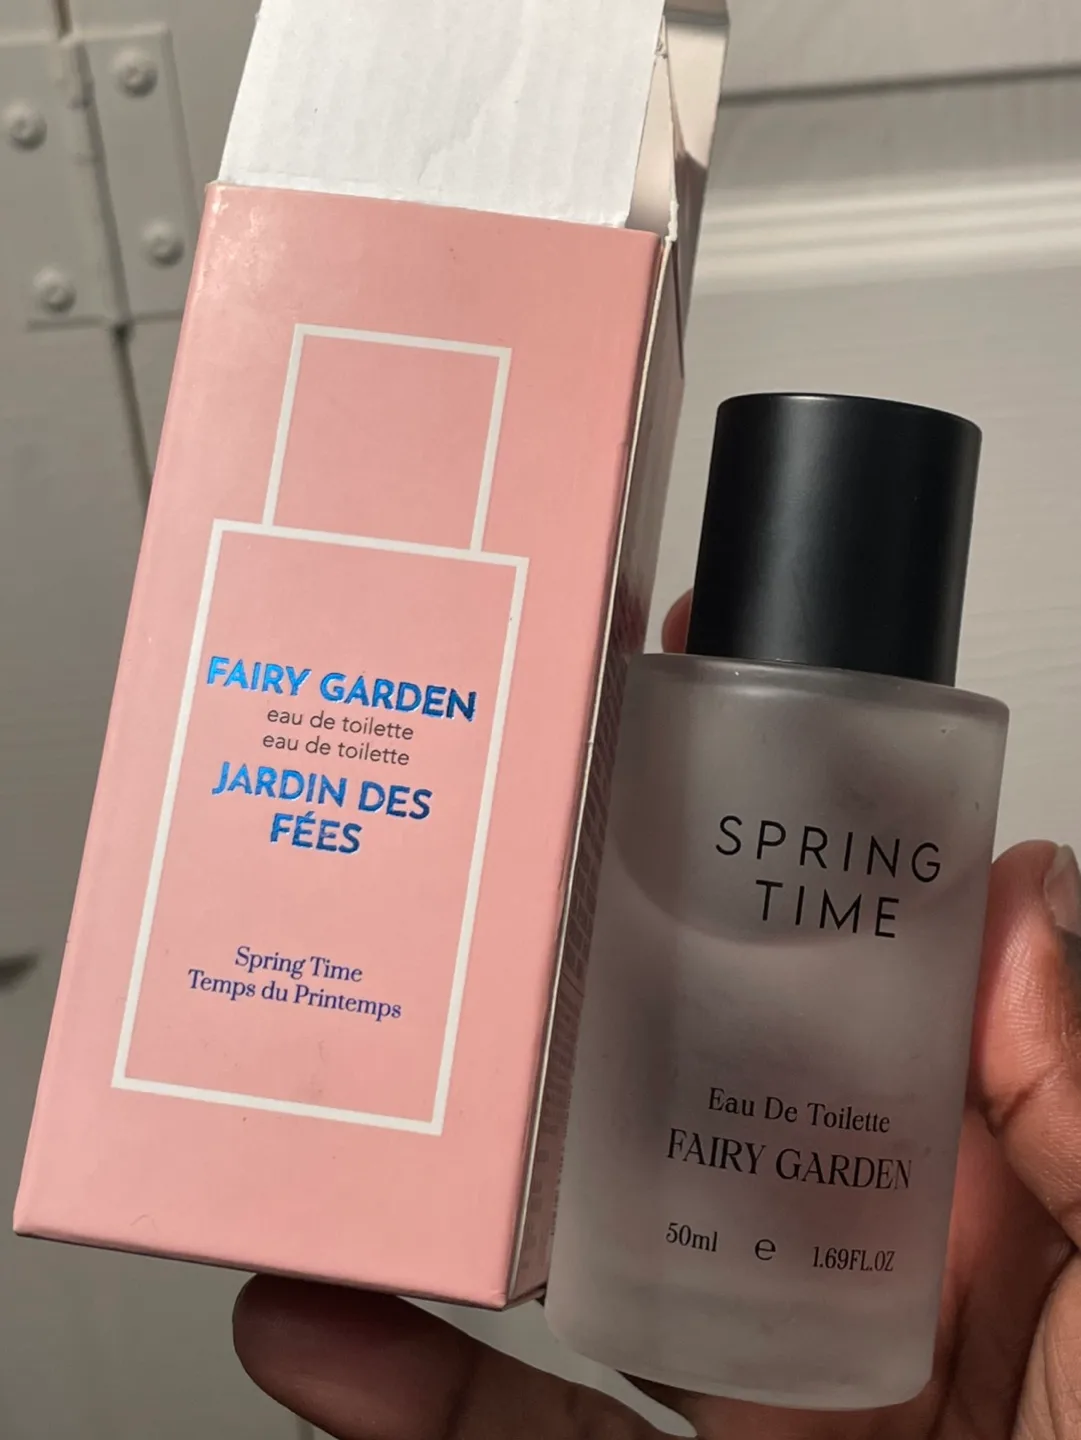 FAIRY GARDEN
eau de toilette
eau de toilette
JARDIN DES
FÉES
Spring Time
Temps du Printemps
SPRING
TIME
Eau De Toilette
FAIRY GARDEN
50ml e 1.69FL.OZ